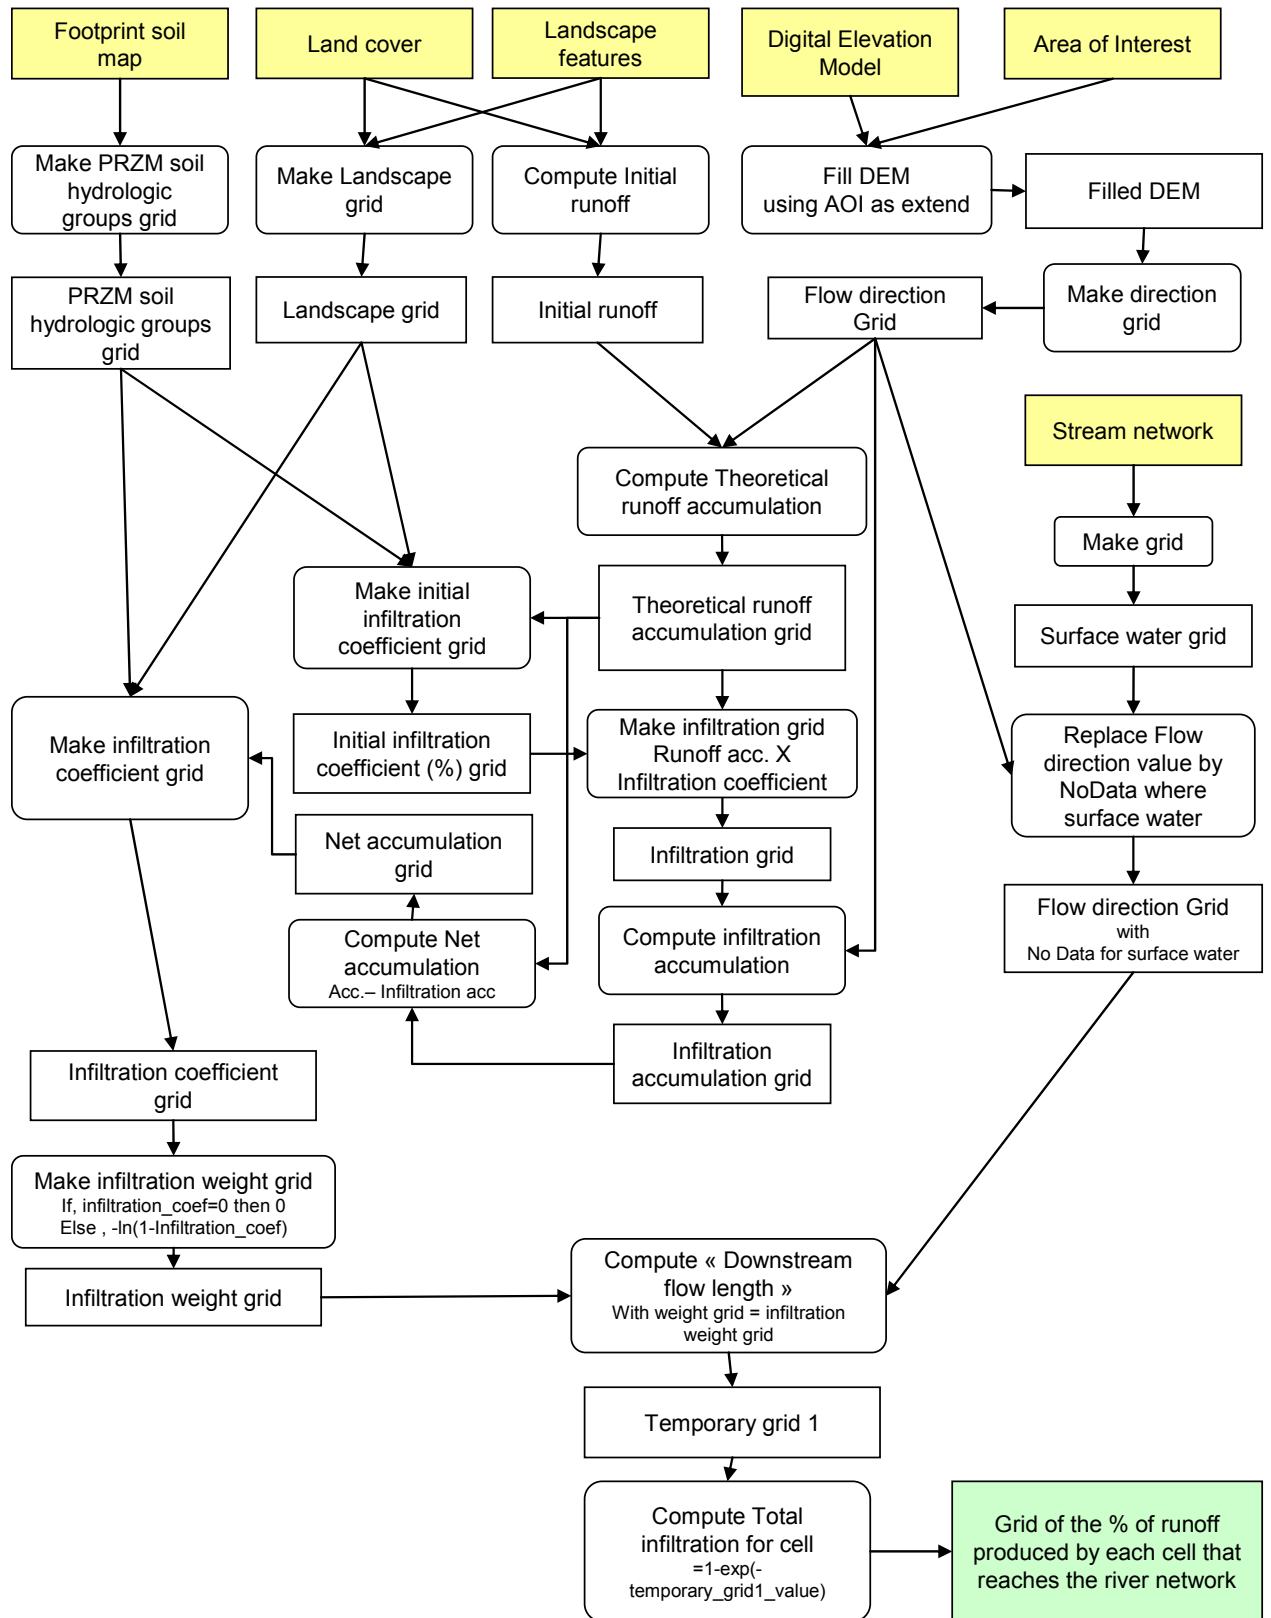 Footprint soil
map
Land cover
Landscape
features
Digital Elevation
Model
Area of Interest
Make PRZM soil
hydrologic
groups grid
Make Landscape
grid
Compute Initial
runoff
Fill DEM
using AOI as extend
Filled DEM
PRZM soil
hydrologic groups
grid
Landscape grid
Initial runoff
Flow direction
Grid
Make direction
grid
Stream network
Compute Theoretical
runoff accumulation
Make grid
Make initial
infiltration
coefficient grid
Theoretical runoff
accumulation grid
Surface water grid
Make infiltration
coefficient grid
Initial infiltration
coefficient (%) grid
Make infiltration grid
Runoff acc. X
Infiltration coefficient
Replace Flow
direction value by
NoData where
surface water
Net accumulation
grid
Infiltration grid
Flow direction Grid
with
No Data for surface water
Compute Net
accumulation
Acc.– Infiltration acc
Compute infiltration
accumulation
Infiltration
accumulation grid
Infiltration coefficient
grid
Make infiltration weight grid
If, infiltration_coef=0 then 0
Else , -ln(1-Infiltration_coef)
Infiltration weight grid
Compute « Downstream
flow length »
With weight grid = infiltration
weight grid
Temporary grid 1
Compute Total
infiltration for cell
=1-exp(-
temporary_grid1_value)
Grid of the % of runoff
produced by each cell that
reaches the river network